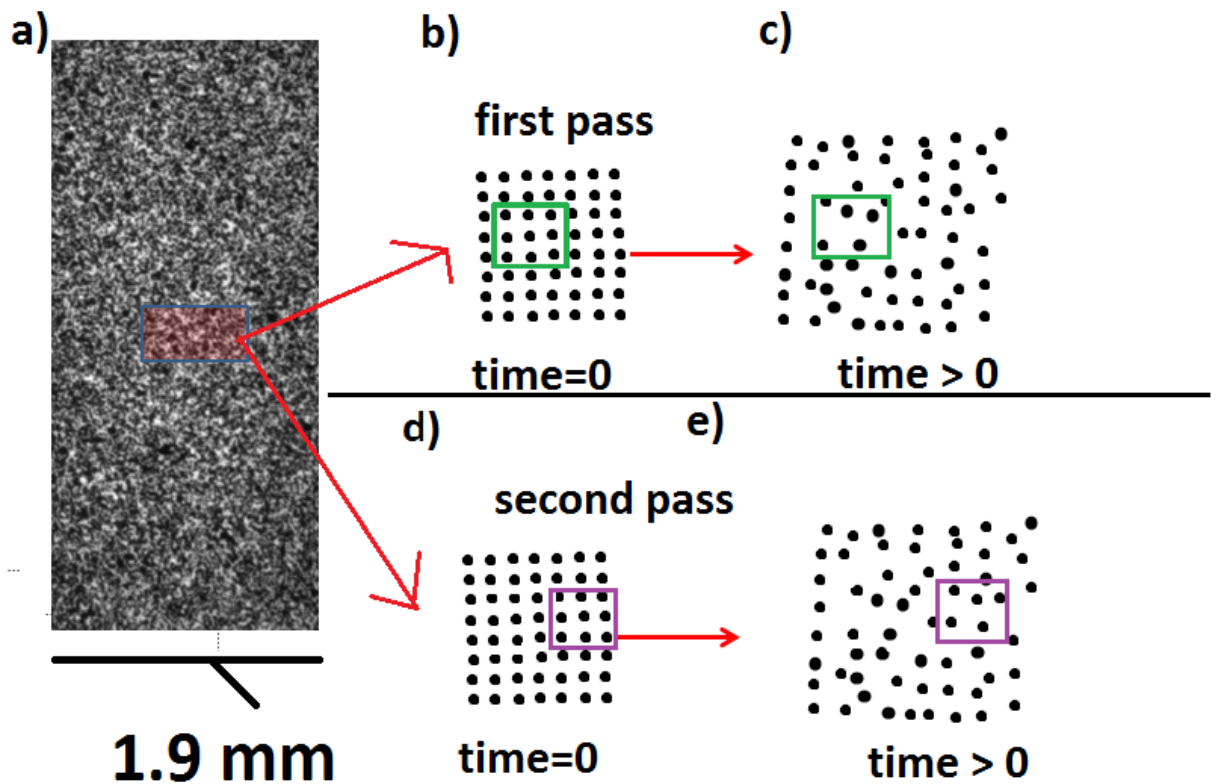 a)
b)
c)
first pass
time=0
time > 0
d)
e)
second pass
time=0
time > 0
1.9 mm